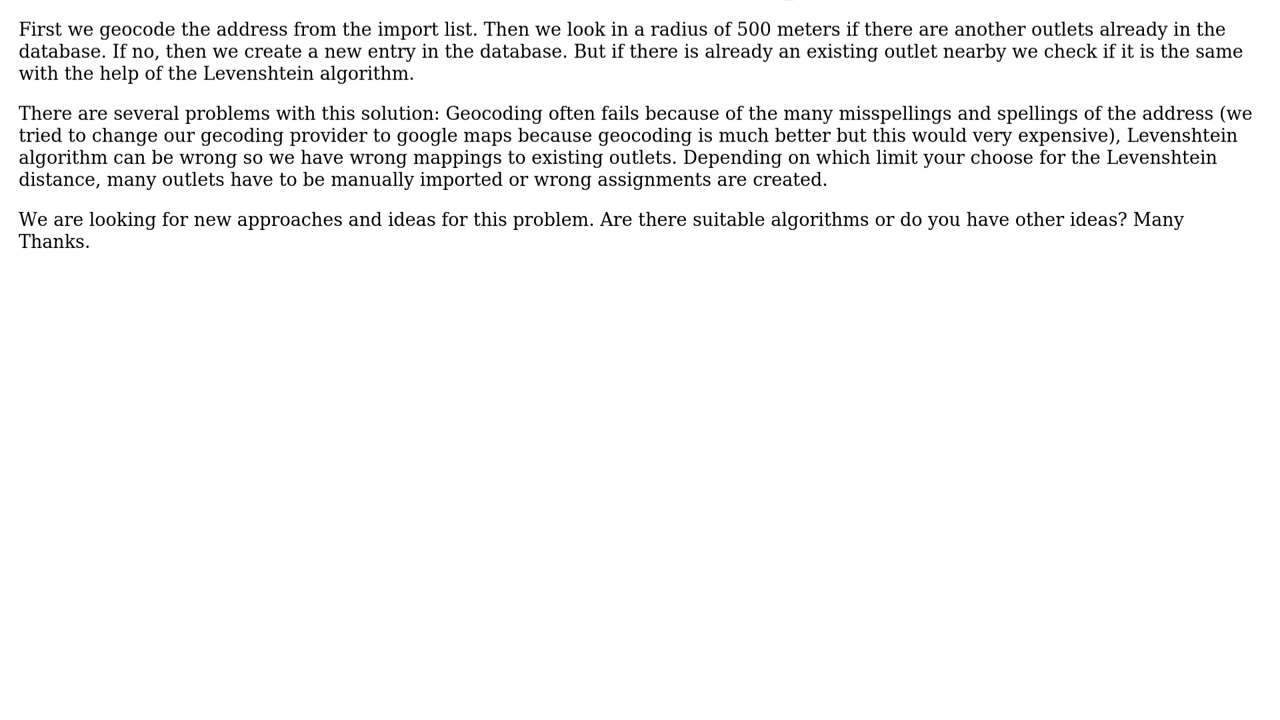 First we geocode the address from the import list. Then we look in a radius of 500 meters if there are another outlets already in the
database. If no, then we create a new entry in the database. But if there is already an existing outlet nearby we check if it is the same
with the help of the Levenshtein algorithm.
There are several problems with this solution: Geocoding often fails because of the many misspellings and spellings of the address (we
tried to change our gecoding provider to google maps because geocoding is much better but this would very expensive), Levenshtein
algorithm can be wrong so we have wrong mappings to existing outlets. Depending on which limit your choose for the Levenshtein
distance, many outlets have to be manually imported or wrong assignments are created.
We are looking for new approaches and ideas for this problem. Are there suitable algorithms or do you have other ideas? Many
Thanks.